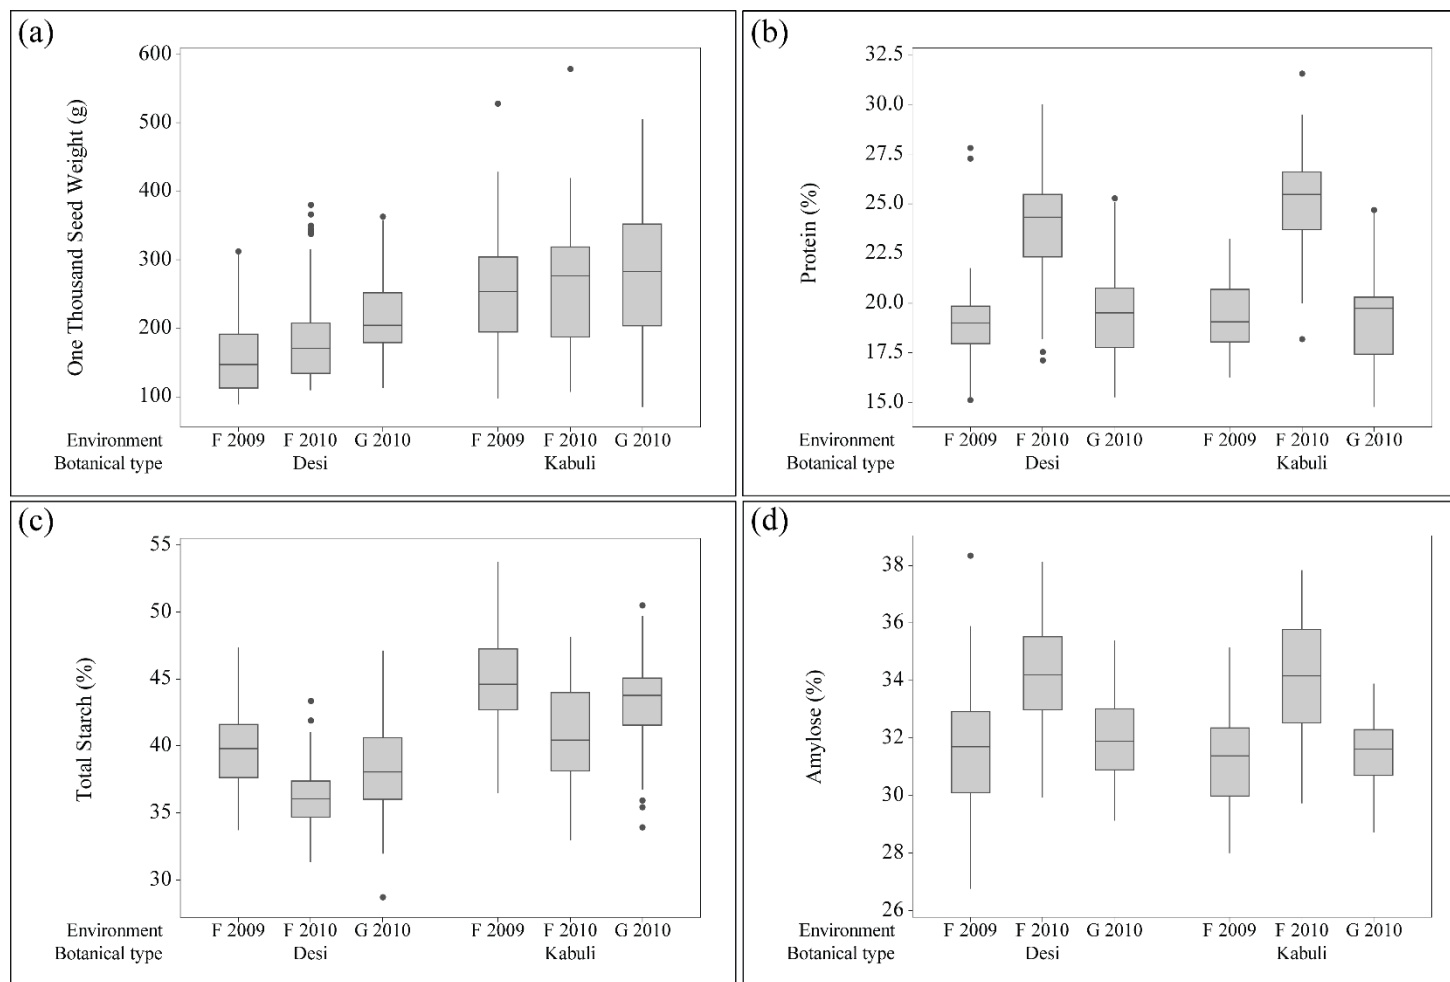 (a)
One Thousand Seed Weight (g)
600
500
400
300
200
100
Environment F 2009 F 2010 G 2010 F 2009 F 2010 G 2010
Botanical type Desi Kabuli
(b)
Protein (%)
32.5
30.0
27.5
25.0
22.5
20.0
17.5
15.0
Environment F 2009 F 2010 G 2010 F 2009 F 2010 G 2010
Botanical type Desi Kabuli
(c)
Total Starch (%)
55
50
45
40
35
30
Environment F 2009 F 2010 G 2010 F 2009 F 2010 G 2010
Botanical type Desi Kabuli
(d)
Amylose (%)
38
36
34
32
30
28
26
Environment F 2009 F 2010 G 2010 F 2009 F 2010 G 2010
Botanical type Desi Kabuli